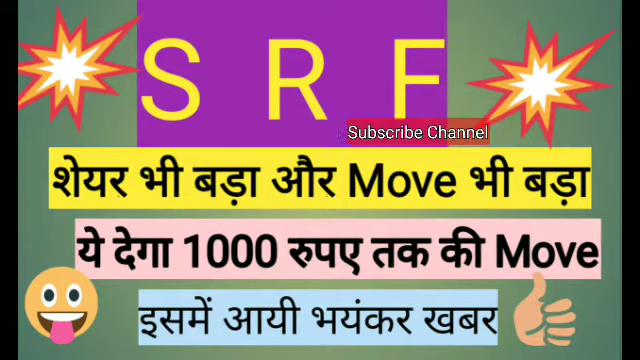 S R F
Subscribe Channel
शेयर भी बड़ा और Move भी बड़ा
ये देगा 1000 रुपए तक की Move
इसमें आयी भयंकर खबर